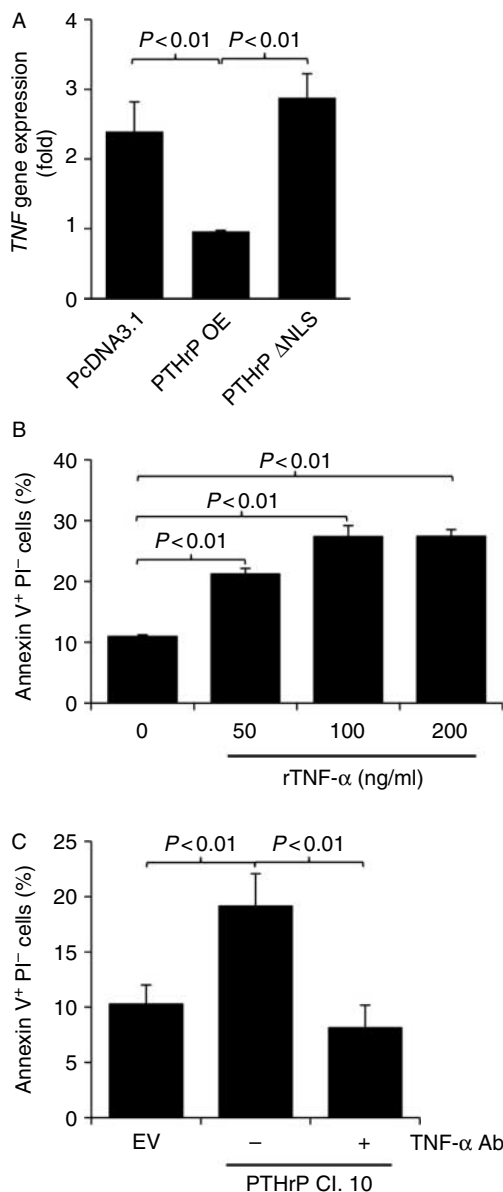 A
P<0.01 P<0.01
TNF gene expression
(fold)
4
3
2
1
0
PcDNA3.1
PTHrP OE
PTHrP ΔNLS
B
P<0.01
P<0.01
P<0.01
Annexin V⁺ PI⁻ cells (%)
40
30
20
10
0
0 50 100 200
rTNF-α (ng/ml)
C
P<0.01 P<0.01
Annexin V⁺ PI⁻ cells (%)
25
20
15
10
5
0
EV – + TNF-α Ab
PTHrP Cl. 10